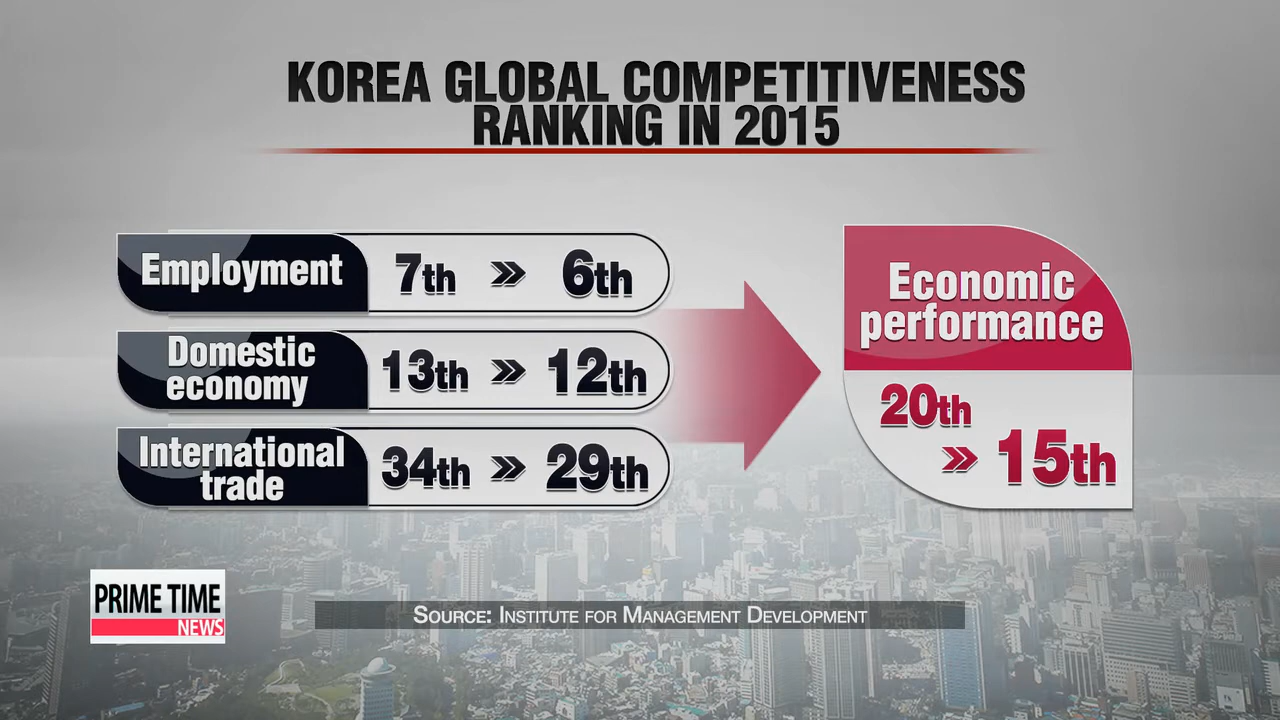 KOREA GLOBAL COMPETITIVENESS
RANKING IN 2015
Employment
7th » 6th
Domestic
economy
13th » 12th
International
trade
34th » 29th
Economic
performance
20th
» 15th
PRIME TIME
NEWS
SOURCE: INSTITUTE FOR MANAGEMENT DEVELOPMENT